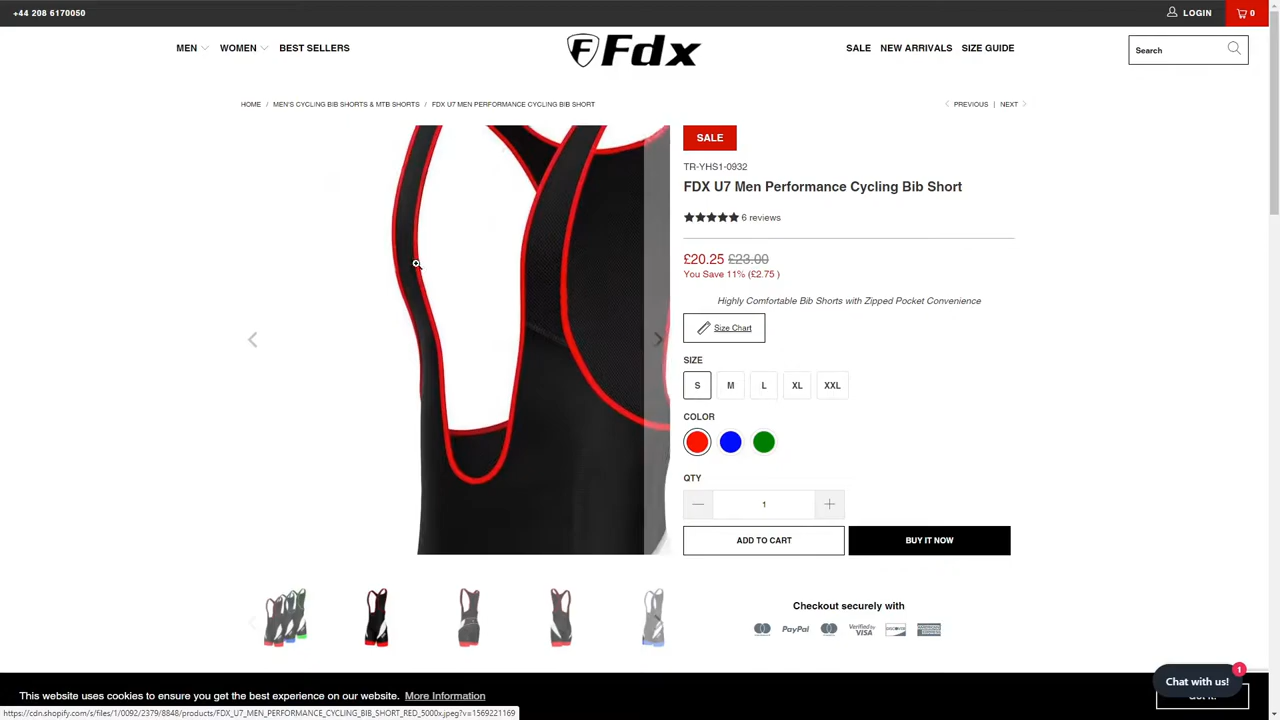 +44 208 6170050
LOGIN
0
MEN
WOMEN
BEST SELLERS
Fdx
SALE
NEW ARRIVALS
SIZE GUIDE
Search
HOME / MEN'S CYCLING BIB SHORTS & MTB SHORTS / FDX U7 MEN PERFORMANCE CYCLING BIB SHORT
PREVIOUS | NEXT
SALE
TR-YHS1-0932
FDX U7 Men Performance Cycling Bib Short
6 reviews
£20.25 £23.00
You Save 11% (£2.75 )
Highly Comfortable Bib Shorts with Zipped Pocket Convenience
Size Chart
SIZE
S M L XL XXL
COLOR
QTY
1
ADD TO CART
BUY IT NOW
Checkout securely with
PayPal
Verified by VISA
DISCOVER
This website uses cookies to ensure you get the best experience on our website. More Information
Chat with us!
1
https://cdn.shopify.com/s/files/1/0092/2379/8848/products/FDX_U7_MEN_PERFORMANCE_CYCLING_BIB_SHORT_RED_5000x.jpeg?v=1569221169